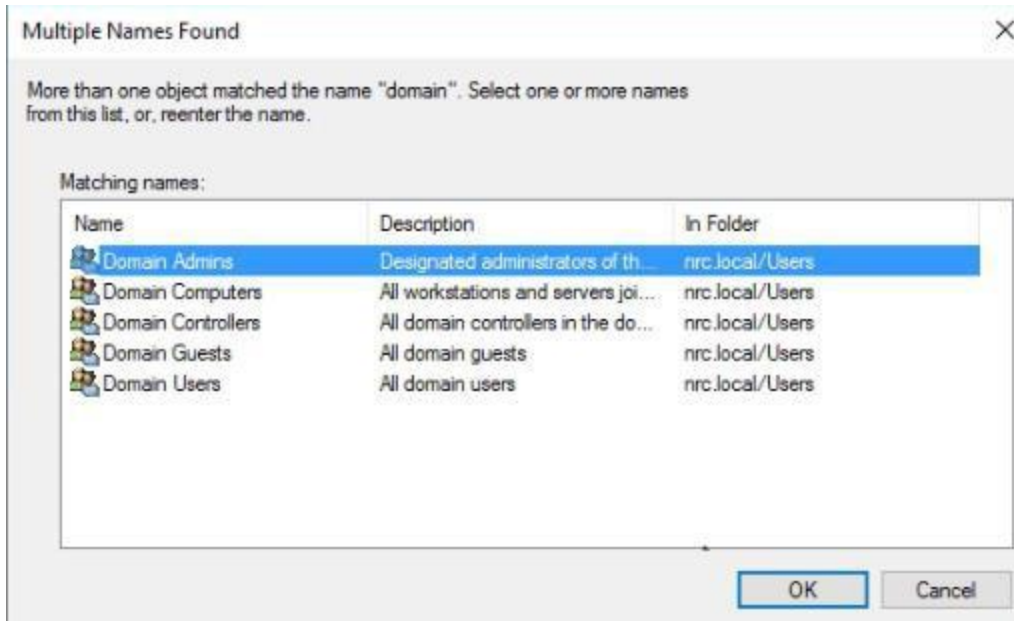 Multiple Names Found
More than one object matched the name "domain". Select one or more names
from this list, or, reenter the name.
Matching names:
Name Description In Folder
Domain Admins Designated administrators of th... nrc.local/Users
Domain Computers All workstations and servers joi... nrc.local/Users
Domain Controllers All domain controllers in the do... nrc.local/Users
Domain Guests All domain guests nrc.local/Users
Domain Users All domain users nrc.local/Users
OK Cancel